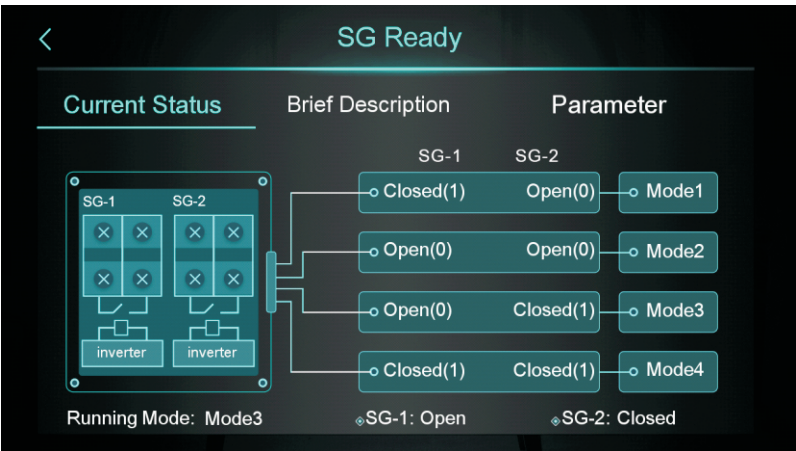 SG Ready
Current Status Brief Description Parameter
SG-1 SG-2
SG-1 SG-2
Closed(1) Open(0) Mode1
Open(0) Open(0) Mode2
Open(0) Closed(1) Mode3
Closed(1) Closed(1) Mode4
inverter inverter
Running Mode: Mode3 SG-1: Open SG-2: Closed